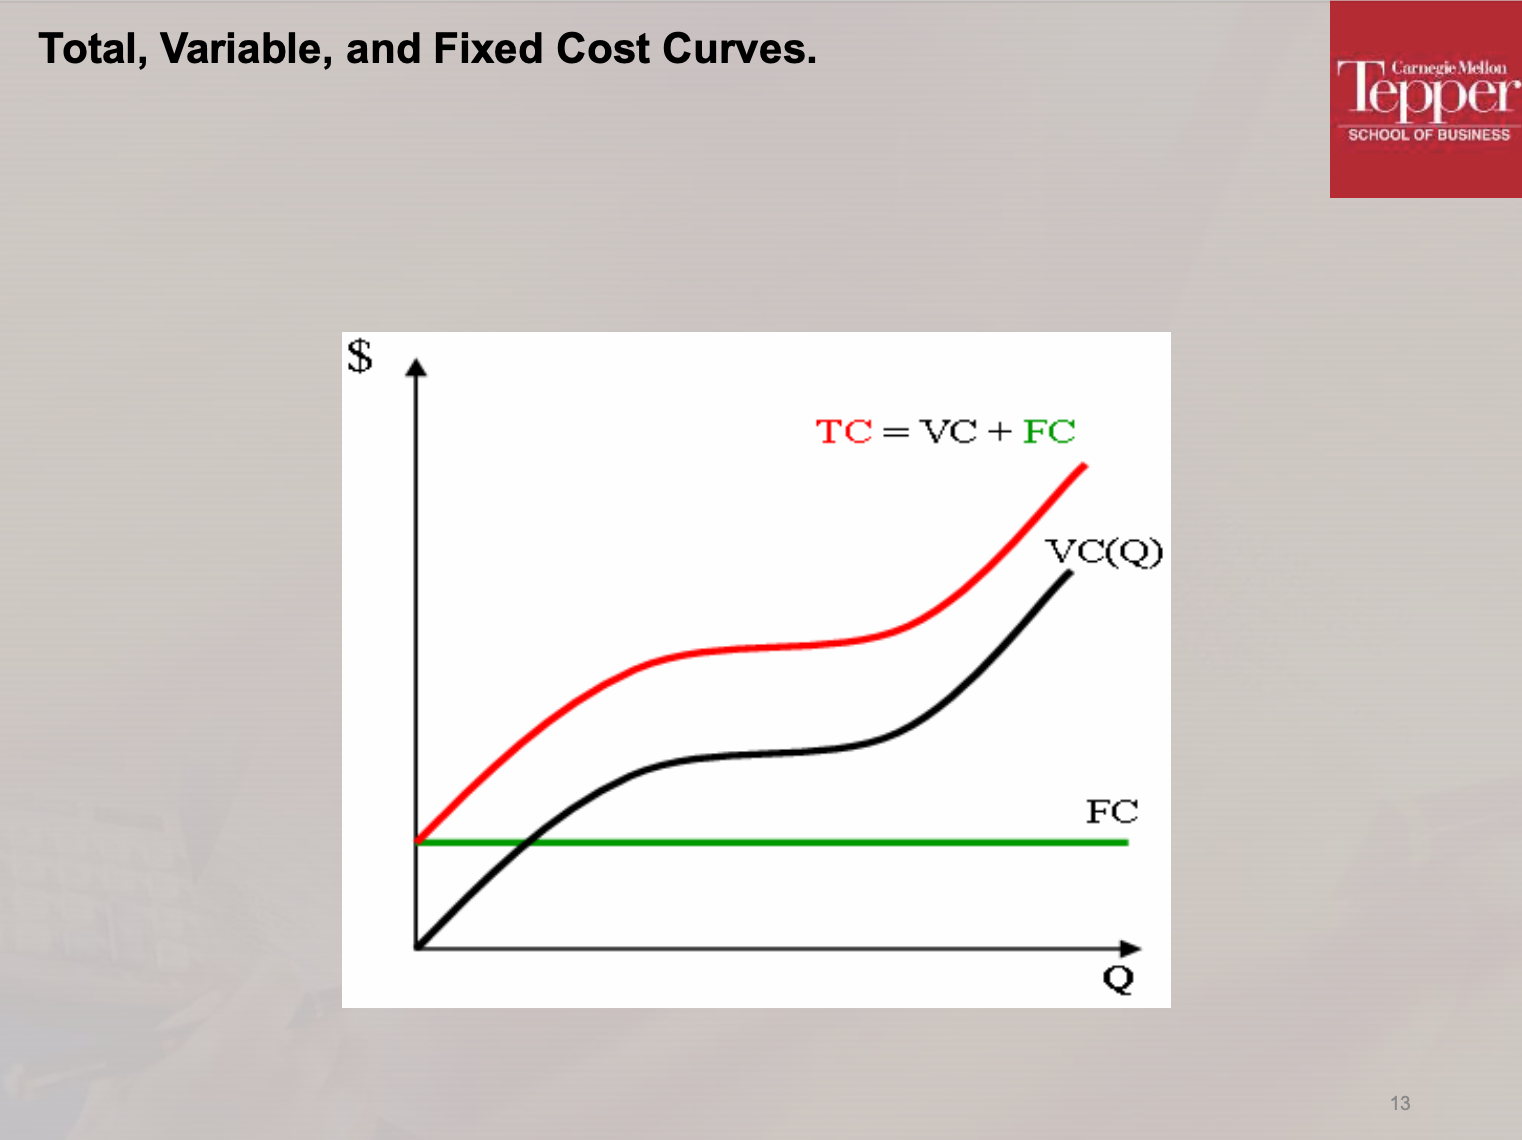 Total, Variable, and Fixed Cost Curves.
Carnegie Mellon
Tepper
SCHOOL OF BUSINESS
$
TC = VC + FC
VC(Q)
FC
Q
13